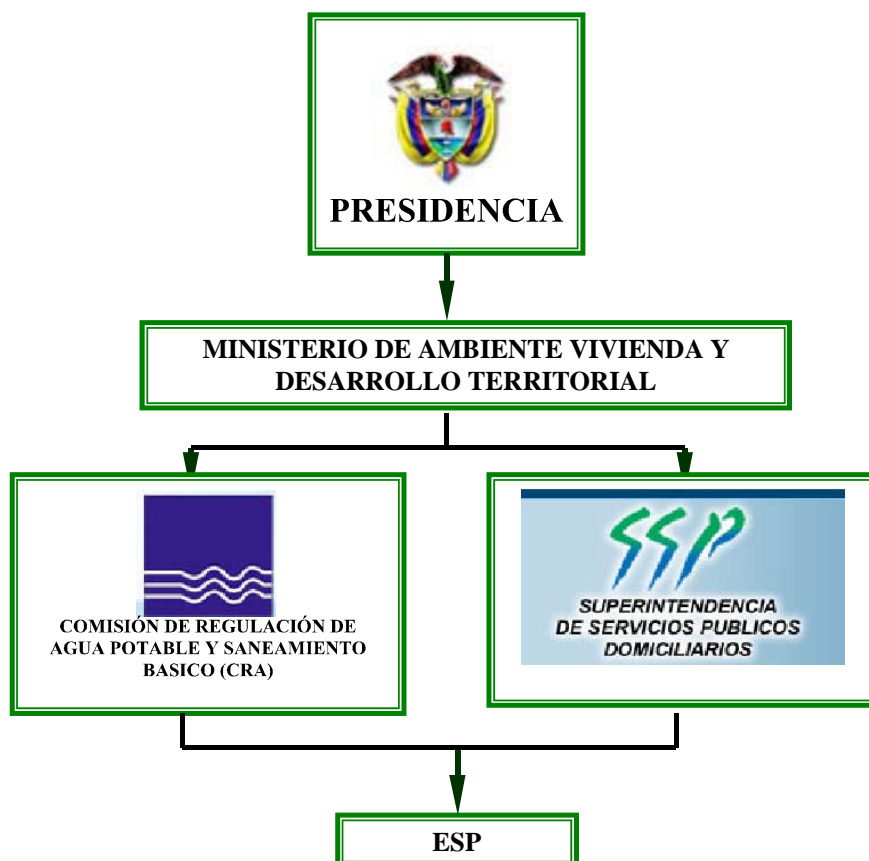 PRESIDENCIA
MINISTERIO DE AMBIENTE VIVIENDA Y
DESARROLLO TERRITORIAL
COMISIÓN DE REGULACIÓN DE
AGUA POTABLE Y SANEAMIENTO
BASICO (CRA)
SSP
SUPERINTENDENCIA
DE SERVICIOS PUBLICOS
DOMICILIARIOS
ESP